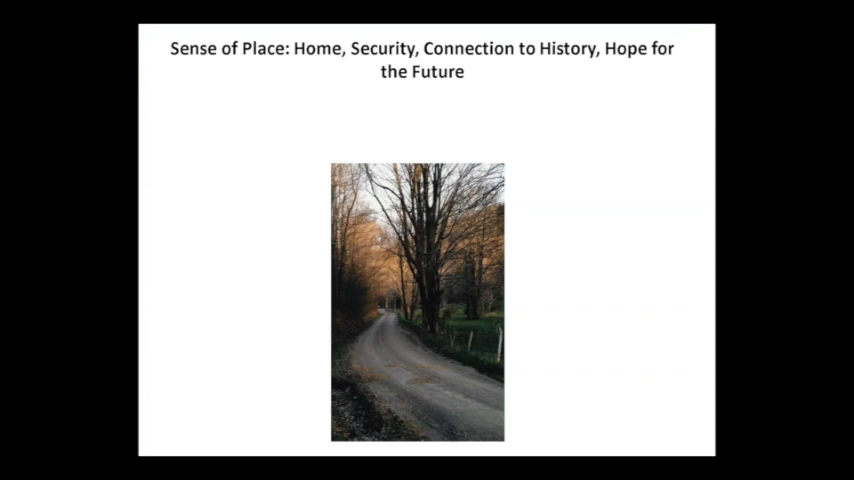 Sense of Place: Home, Security, Connection to History, Hope for
the Future